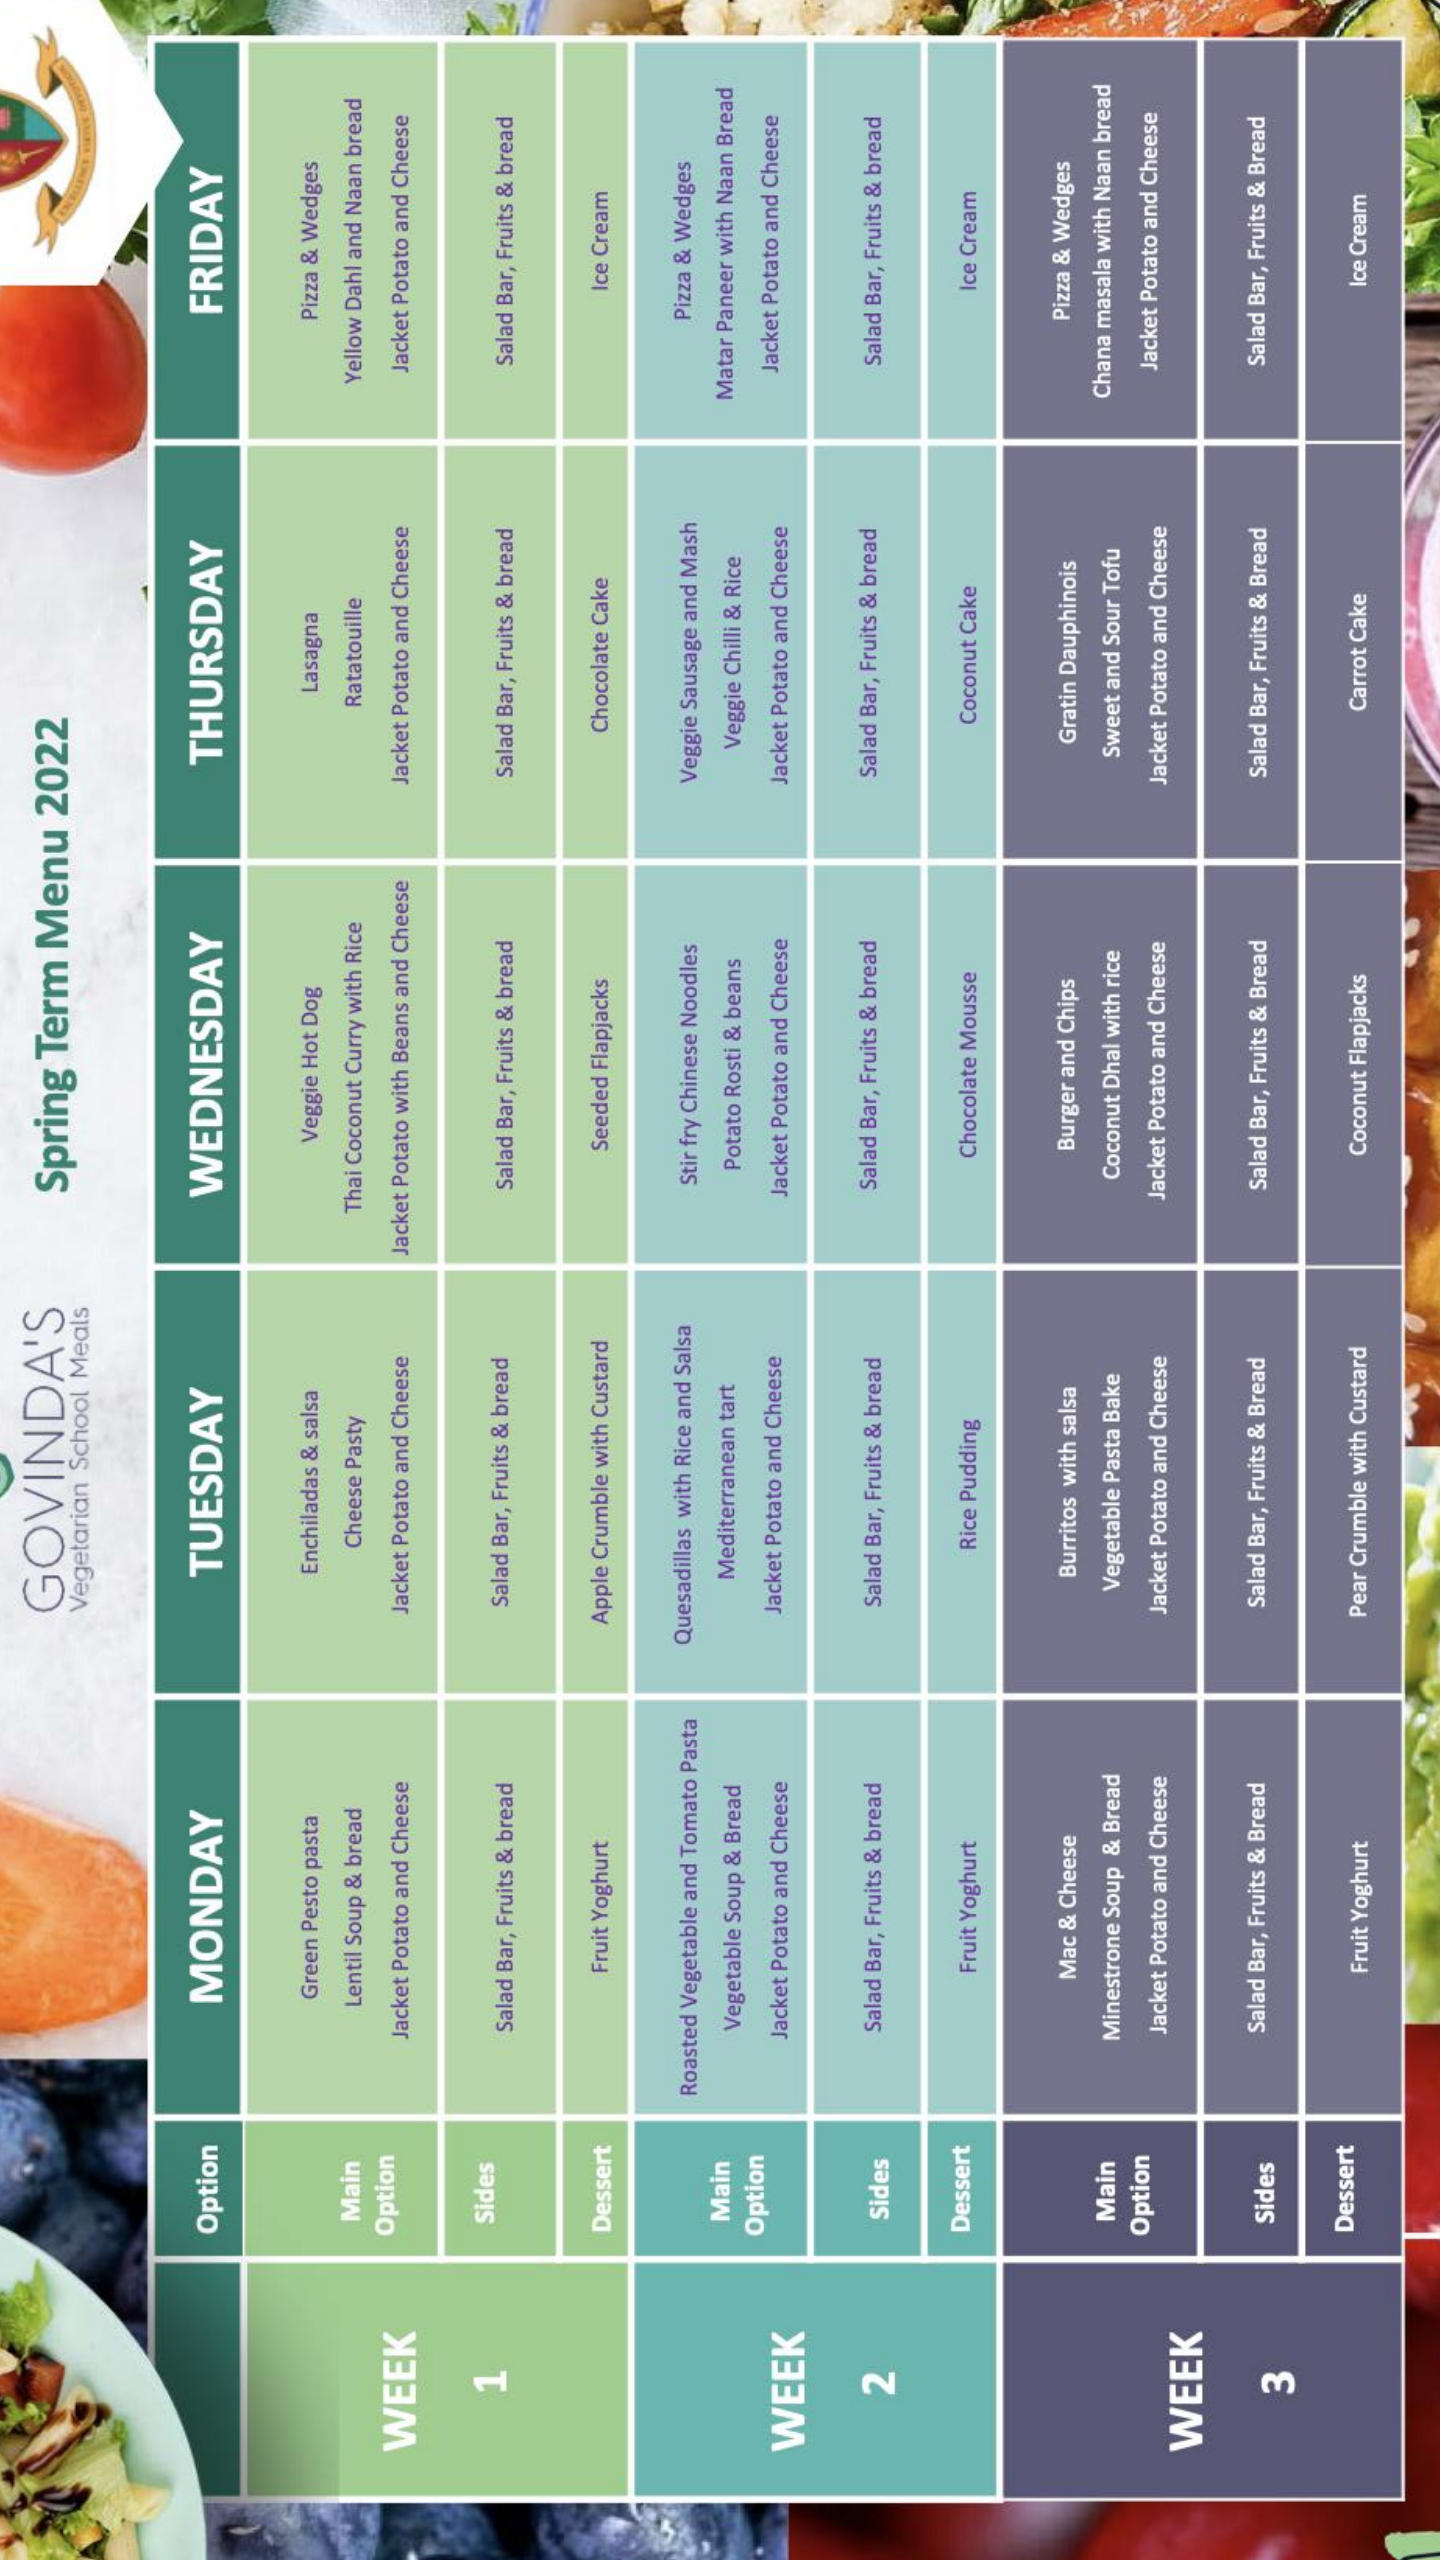 GOVINDA'S
Vegetarian School Meals
Spring Term Menu 2022
Option
MONDAY
TUESDAY
WEDNESDAY
THURSDAY
FRIDAY
WEEK
1
Main
Option
Green Pesto pasta
Lentil Soup & bread
Jacket Potato and Cheese
Enchiladas & salsa
Cheese Pasty
Jacket Potato and Cheese
Veggie Hot Dog
Thai Coconut Curry with Rice
Jacket Potato with Beans and Cheese
Lasagna
Ratatouille
Jacket Potato and Cheese
Pizza & Wedges
Yellow Dahl and Naan bread
Jacket Potato and Cheese
Sides
Salad Bar, Fruits & bread
Salad Bar, Fruits & bread
Salad Bar, Fruits & bread
Salad Bar, Fruits & bread
Salad Bar, Fruits & bread
Dessert
Fruit Yoghurt
Apple Crumble with Custard
Seeded Flapjacks
Chocolate Cake
Ice Cream
WEEK
2
Main
Option
Roasted Vegetable and Tomato Pasta
Vegetable Soup & Bread
Jacket Potato and Cheese
Quesadillas with Rice and Salsa
Mediterranean tart
Jacket Potato and Cheese
Stir fry Chinese Noodles
Potato Rosti & beans
Jacket Potato and Cheese
Veggie Sausage and Mash
Veggie Chilli & Rice
Jacket Potato and Cheese
Pizza & Wedges
Matar Paneer with Naan Bread
Jacket Potato and Cheese
Sides
Salad Bar, Fruits & bread
Salad Bar, Fruits & bread
Salad Bar, Fruits & bread
Salad Bar, Fruits & bread
Salad Bar, Fruits & bread
Dessert
Fruit Yoghurt
Rice Pudding
Chocolate Mousse
Coconut Cake
Ice Cream
WEEK
3
Main
Option
Mac & Cheese
Minestrone Soup & Bread
Jacket Potato and Cheese
Burritos with salsa
Vegetable Pasta Bake
Jacket Potato and Cheese
Burger and Chips
Coconut Dhal with rice
Jacket Potato and Cheese
Gratin Dauphinois
Sweet and Sour Tofu
Jacket Potato and Cheese
Pizza & Wedges
Chana masala with Naan bread
Jacket Potato and Cheese
Sides
Salad Bar, Fruits & Bread
Salad Bar, Fruits & Bread
Salad Bar, Fruits & Bread
Salad Bar, Fruits & Bread
Salad Bar, Fruits & Bread
Dessert
Fruit Yoghurt
Pear Crumble with Custard
Coconut Flapjacks
Carrot Cake
Ice Cream